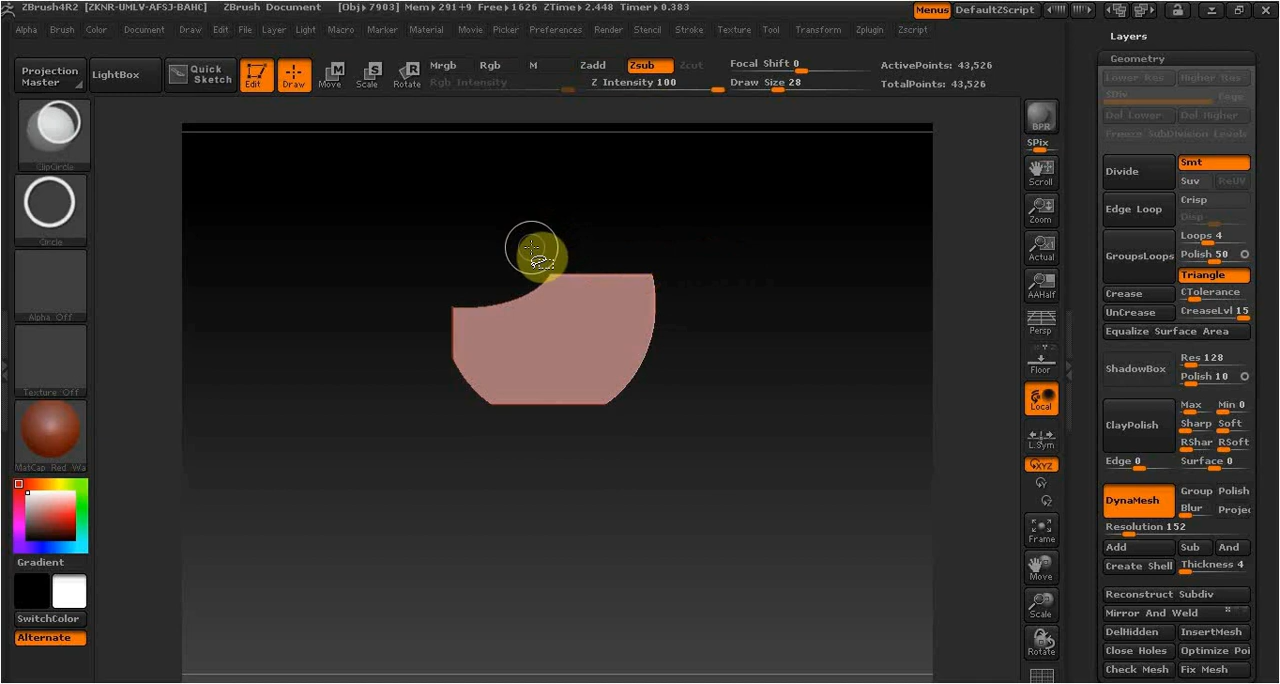 ZBrush4R2 [ZKNR-UMLV-AFSJ-BAHC] ZBrush Document [Obj▸7903] Mem▸291+9 Free▸1626 ZTime▸2.448 Timer▸0.383
Menus DefaultZScript
Alpha Brush Color Document Draw Edit File Layer Light Macro Marker Material Movie Picker Preferences Render Stencil Stroke Texture Tool Transform Zplugin Zscript
Projection Master
LightBox
Quick Sketch
Edit
Draw
Move
Scale
Rotate
Mrgb Rgb M Zadd Zsub Zcut
Rgb Intensity Z Intensity 100
Focal Shift 0
Draw Size 28
ActivePoints: 43,526
TotalPoints: 43,526
ClipCircle
Circle
Alpha Off
Texture Off
MatCap Red Wa
Gradient
SwitchColor
Alternate
BPR
SPix
Scroll
Zoom
Actual
AAHalf
Persp
Floor
Local
L.Sym
XYZ
Y
Z
Frame
Move
Scale
Rotate
Layers
Geometry
Lower Res Higher Res
SDiv Cage
Del Lower Del Higher
Freeze SubDivision Levels
Divide
Smt
Suv ReUV
Edge Loop
Crisp
Disp
GroupsLoops
Loops 4
Polish 50
Triangle
Crease CTolerance
UnCrease CreaseLvl 15
Equalize Surface Area
ShadowBox
Res 128
Polish 10
ClayPolish
Max Min 0
Sharp Soft
RShar RSoft
Edge 0 Surface 0
DynaMesh
Group Polish
Blur Projec
Resolution 152
Add Sub And
Create Shell Thickness 4
Reconstruct Subdiv
Mirror And Weld
DelHidden InsertMesh
Close Holes Optimize Poi
Check Mesh Fix Mesh